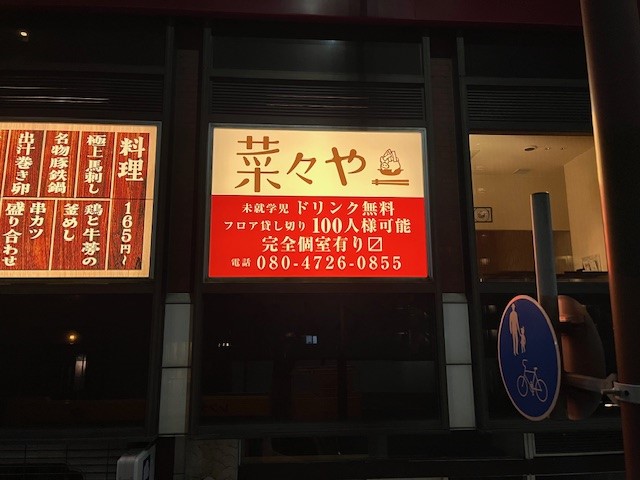 料理 165円～
極上馬刺し 鶏と牛蒡の
名物豚鉄鍋 釜めし
出汁巻き卵 串カツ
盛り合わせ
菜々や
未就学児 ドリンク無料
フロア貸し切り 100人様可能
完全個室有り〼
電話 080-4726-0855